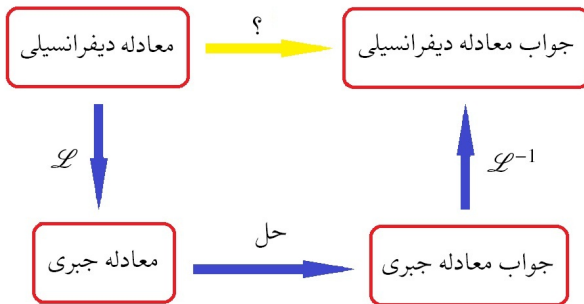 معادله دیفرانسیلی
؟
جواب معادله دیفرانسیلی
ℒ
ℒ⁻¹
معادله جبری
حل
جواب معادله جبری